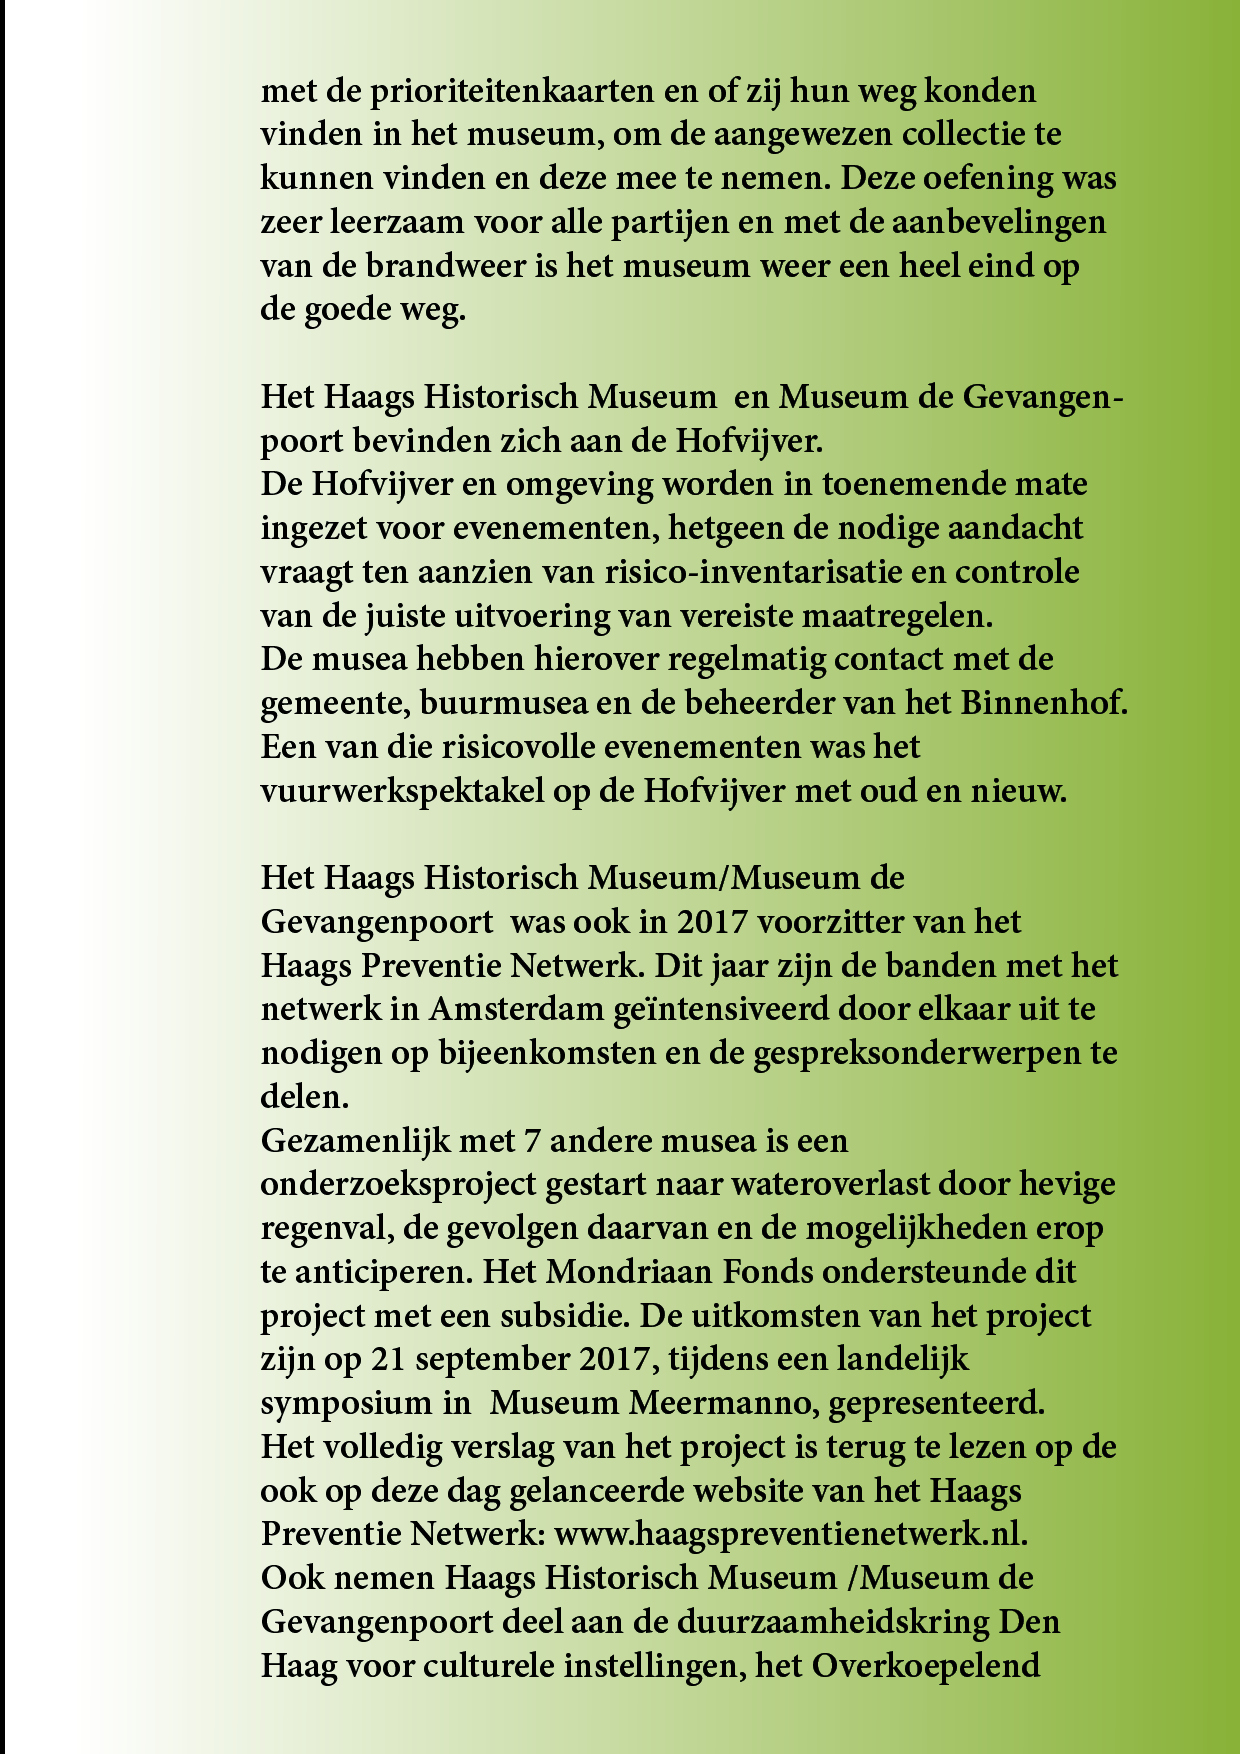 met de prioriteitenkaarten en of zij hun weg konden
vinden in het museum, om de aangewezen collectie te
kunnen vinden en deze mee te nemen. Deze oefening was
zeer leerzaam voor alle partijen en met de aanbevelingen
van de brandweer is het museum weer een heel eind op
de goede weg.

Het Haags Historisch Museum  en Museum de Gevangen-
poort bevinden zich aan de Hofvijver.
De Hofvijver en omgeving worden in toenemende mate
ingezet voor evenementen, hetgeen de nodige aandacht
vraagt ten aanzien van risico-inventarisatie en controle
van de juiste uitvoering van vereiste maatregelen.
De musea hebben hierover regelmatig contact met de
gemeente, buurmusea en de beheerder van het Binnenhof.
Een van die risicovolle evenementen was het
vuurwerkspektakel op de Hofvijver met oud en nieuw.

Het Haags Historisch Museum/Museum de
Gevangenpoort  was ook in 2017 voorzitter van het
Haags Preventie Netwerk. Dit jaar zijn de banden met het
netwerk in Amsterdam geïntensiveerd door elkaar uit te
nodigen op bijeenkomsten en de gespreksonderwerpen te
delen.
Gezamenlijk met 7 andere musea is een
onderzoeksproject gestart naar wateroverlast door hevige
regenval, de gevolgen daarvan en de mogelijkheden erop
te anticiperen. Het Mondriaan Fonds ondersteunde dit
project met een subsidie. De uitkomsten van het project
zijn op 21 september 2017, tijdens een landelijk
symposium in  Museum Meermanno, gepresenteerd.
Het volledig verslag van het project is terug te lezen op de
ook op deze dag gelanceerde website van het Haags
Preventie Netwerk: www.haagspreventienetwerk.nl.
Ook nemen Haags Historisch Museum /Museum de
Gevangenpoort deel aan de duurzaamheidskring Den
Haag voor culturele instellingen, het Overkoepelend